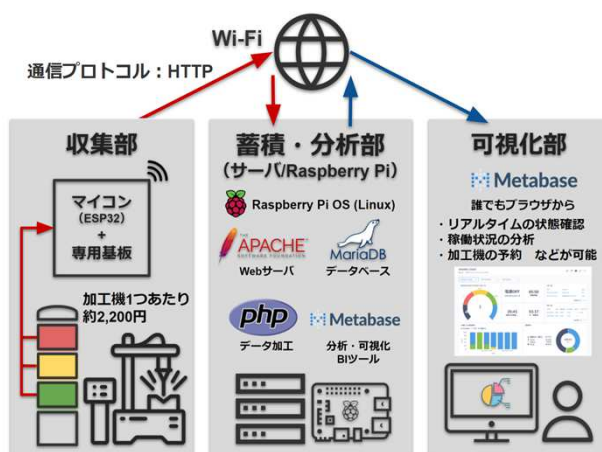 Wi-Fi
通信プロトコル：HTTP
収集部
マイコン
(ESP32)
+
専用基板
加工機1つあたり
約2,200円
蓄積・分析部
(サーバ/Raspberry Pi)
Raspberry Pi OS (Linux)
THE
APACHE
SOFTWARE FOUNDATION
Webサーバ
MariaDB
データベース
php
データ加工
Metabase
分析・可視化
BIツール
可視化部
Metabase
誰でもブラウザから
・リアルタイムの状態確認
・稼働状況の分析
・加工機の予約　などが可能